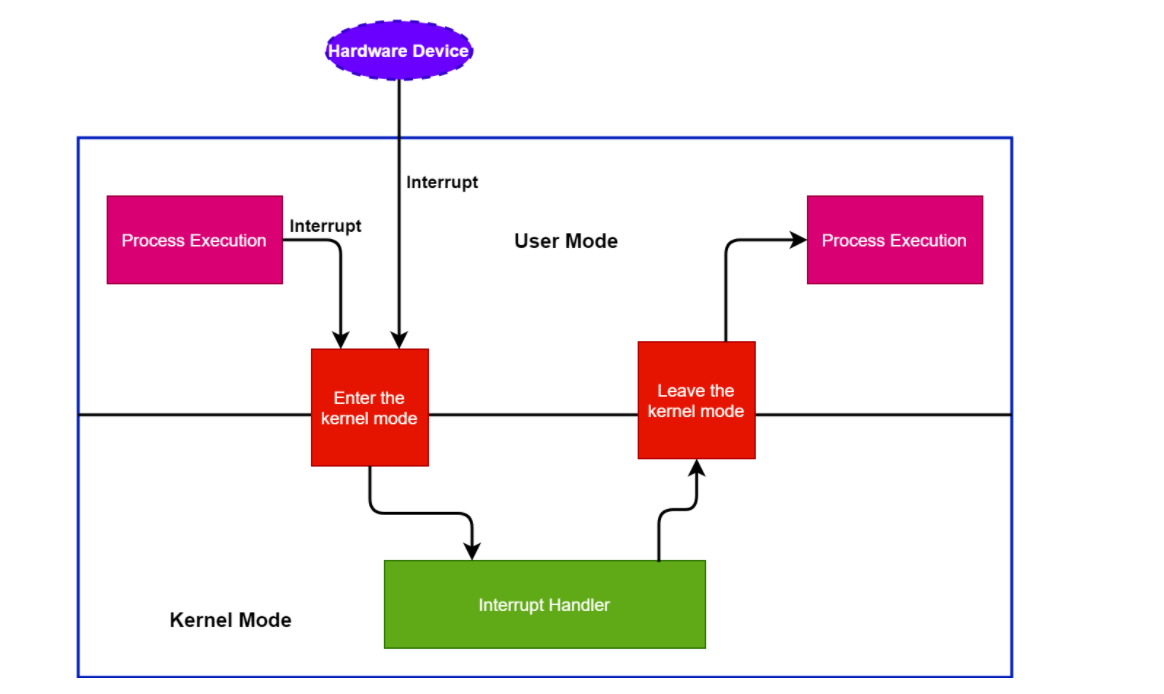 Hardware Device
Interrupt
Process Execution
Interrupt
User Mode
Process Execution
Enter the
kernel mode
Leave the
kernel mode
Interrupt Handler
Kernel Mode